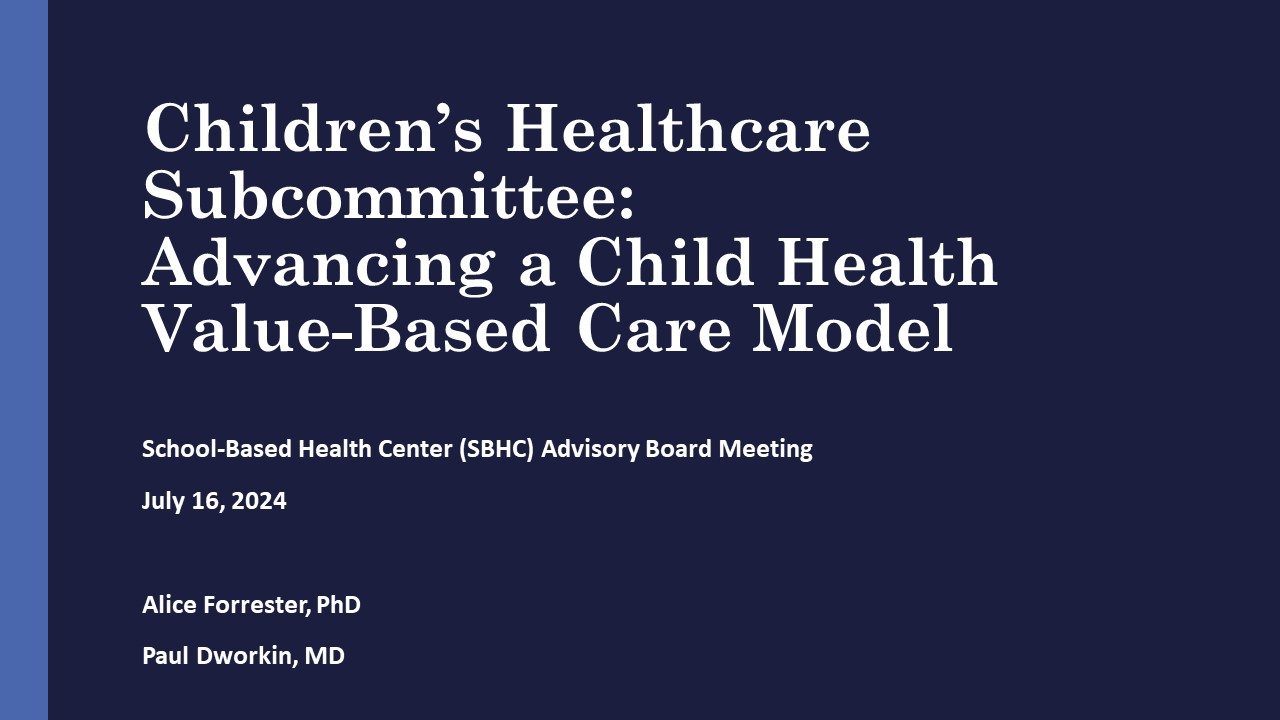 Children’s Healthcare
Subcommittee:
Advancing a Child Health
Value-Based Care Model
School-Based Health Center (SBHC) Advisory Board Meeting
July 16, 2024
Alice Forrester, PhD
Paul Dworkin, MD